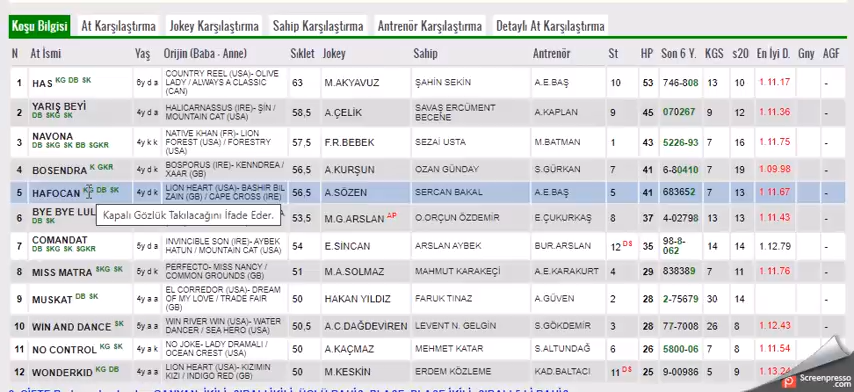 Koşu Bilgisi At Karşılaştırma Jokey Karşılaştırma Sahip Karşılaştırma Antrenör Karşılaştırma Detaylı At Karşılaştırma
N At İsmi Yaş Orijin (Baba - Anne) Sıklet Jokey Sahip Antrenör St HP Son 6 Y. KGS s20 En İyi D. Gny AGF
COUNTRY REEL (USA)- OLIVE
1 HAS KG DB SK 6y d a LADY / ALWAYS A CLASSIC 63 M.AKYAVUZ ŞAHİN SEKİN A.E.BAŞ 10 53 746-808 13 10 1.11.17 -
(CAN)
2 YARIŞ BEYİ 4y d a HALICARNASSUS (IRE)- ŞİN / 58,5 A.ÇELİK SAVAŞ ERCÜMENT A.KAPLAN 9 45 070267 9 12 1.11.36 -
DB SKG SK MOUNTAIN CAT (USA) BECENE
3 NAVONA 4y k k NATIVE KHAN (FR)- LION 57,5 F.R.BEBEK SEZAİ USTA M.BATMAN 1 43 5226-93 7 16 1.11.75 -
DB SKG SK BB SGKR FOREST (USA) / FORESTRY
(USA)
4 BOSENDRA K GKR 4y d k BOSPORUS (IRE)- KENNDREA / 56,5 A.KURŞUN OZAN GÜNDAY S.GÜRKAN 7 41 6-80410 7 19 1.09.98 -
XAAR (GB)
5 HAFOCAN KG DB SK 4y d k LION HEART (USA)- BASHIR BIL 56,5 A.SÖZEN SERCAN BAKAL A.E.BAŞ 5 41 683652 7 13 1.11.67 -
ZAIN (GB) / CAPE CROSS (IRE)
Kapalı Gözlük Takılacağını İfade Eder.
6 BYE BYE LUL 53,5 M.G.ARSLAN AP O.ORÇUN ÖZDEMİR E.ÇUKURKAŞ 8 37 4-02798 13 13 1.11.43 -
DB SK
7 COMANDAT 5y d a INVINCIBLE SON (IRE)- AYBEK 54 E.SINCAN ARSLAN AYBEK BUR.ARSLAN 12 DS 35 98-8-062 14 14 1.12.79 -
DB SKG SK SGKR HATUN / MOUNTAIN CAT (USA)
8 MISS MATRA SKG SK 5y d k PERFECTO- MISS NANCY / 51 M.A.SOLMAZ MAHMUT KARAKEÇİ A.E.KARAKURT 4 29 838389 7 11 1.11.76 -
COMMON GROUNDS (GB)
EL CORREDOR (USA)- DREAM
9 MUSKAT DB SK 4y a a OF MY LOVE / TRADE FAIR 50 HAKAN YILDIZ FARUK TINAZ A.GÜVEN 2 28 2-75679 30 14 -
(GB)
10 WIN AND DANCE SK 5y a a WIN RIVER WIN (USA)- WATER 50,5 A.C.DAĞDEVİREN LEVENT N. GELGİN S.GÖKDEMİR 3 28 77-7008 26 8 1.12.43 -
DANCER / SEA HERO (USA)
11 NO CONTROL KG SK 4y a k NO JOKE- LADY DRAMALI / 50 A.KAÇMAZ MEHMET KATAR S.ALTUNDAĞ 6 26 5800-06 7 8 1.11.54 -
OCEAN CREST (USA)
12 WONDERKID KG DB 4y a a LION HEART (USA)- KIZIMIN 50 M.KESKİN ERDEM KÖZLEME KAD.BALTACI 11 DS 25 9-00986 5 9 1.13.24
KIZI / INDIGO RED (GB)
Screenpresso
.com